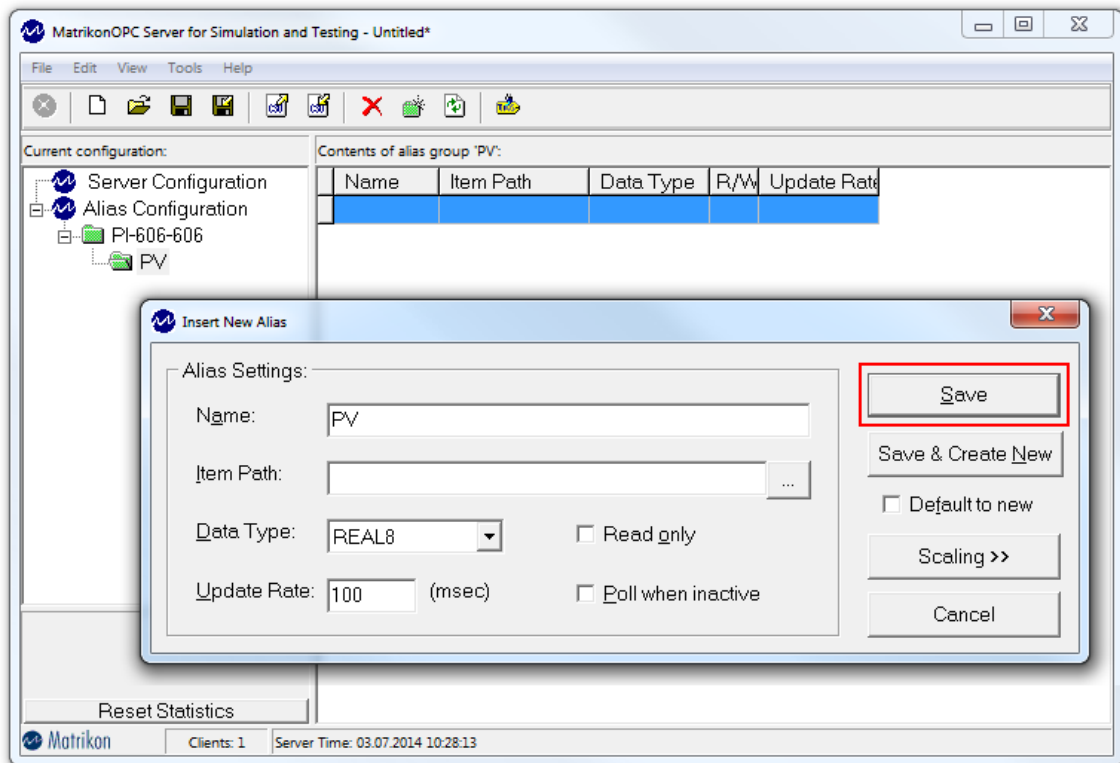 MatrikonOPC Server for Simulation and Testing - Untitled*
File Edit View Tools Help
Current configuration:
Contents of alias group 'PV':
Server Configuration
Alias Configuration
PI-606-606
PV
Name Item Path Data Type R/W Update Rate
Insert New Alias
Alias Settings:
Name: PV
Item Path: ...
Data Type: REAL8
Read only
Update Rate: 100 (msec)
Poll when inactive
Save
Save & Create New
Default to new
Scaling >>
Cancel
Reset Statistics
Matrikon Clients: 1 Server Time: 03.07.2014 10:28:13